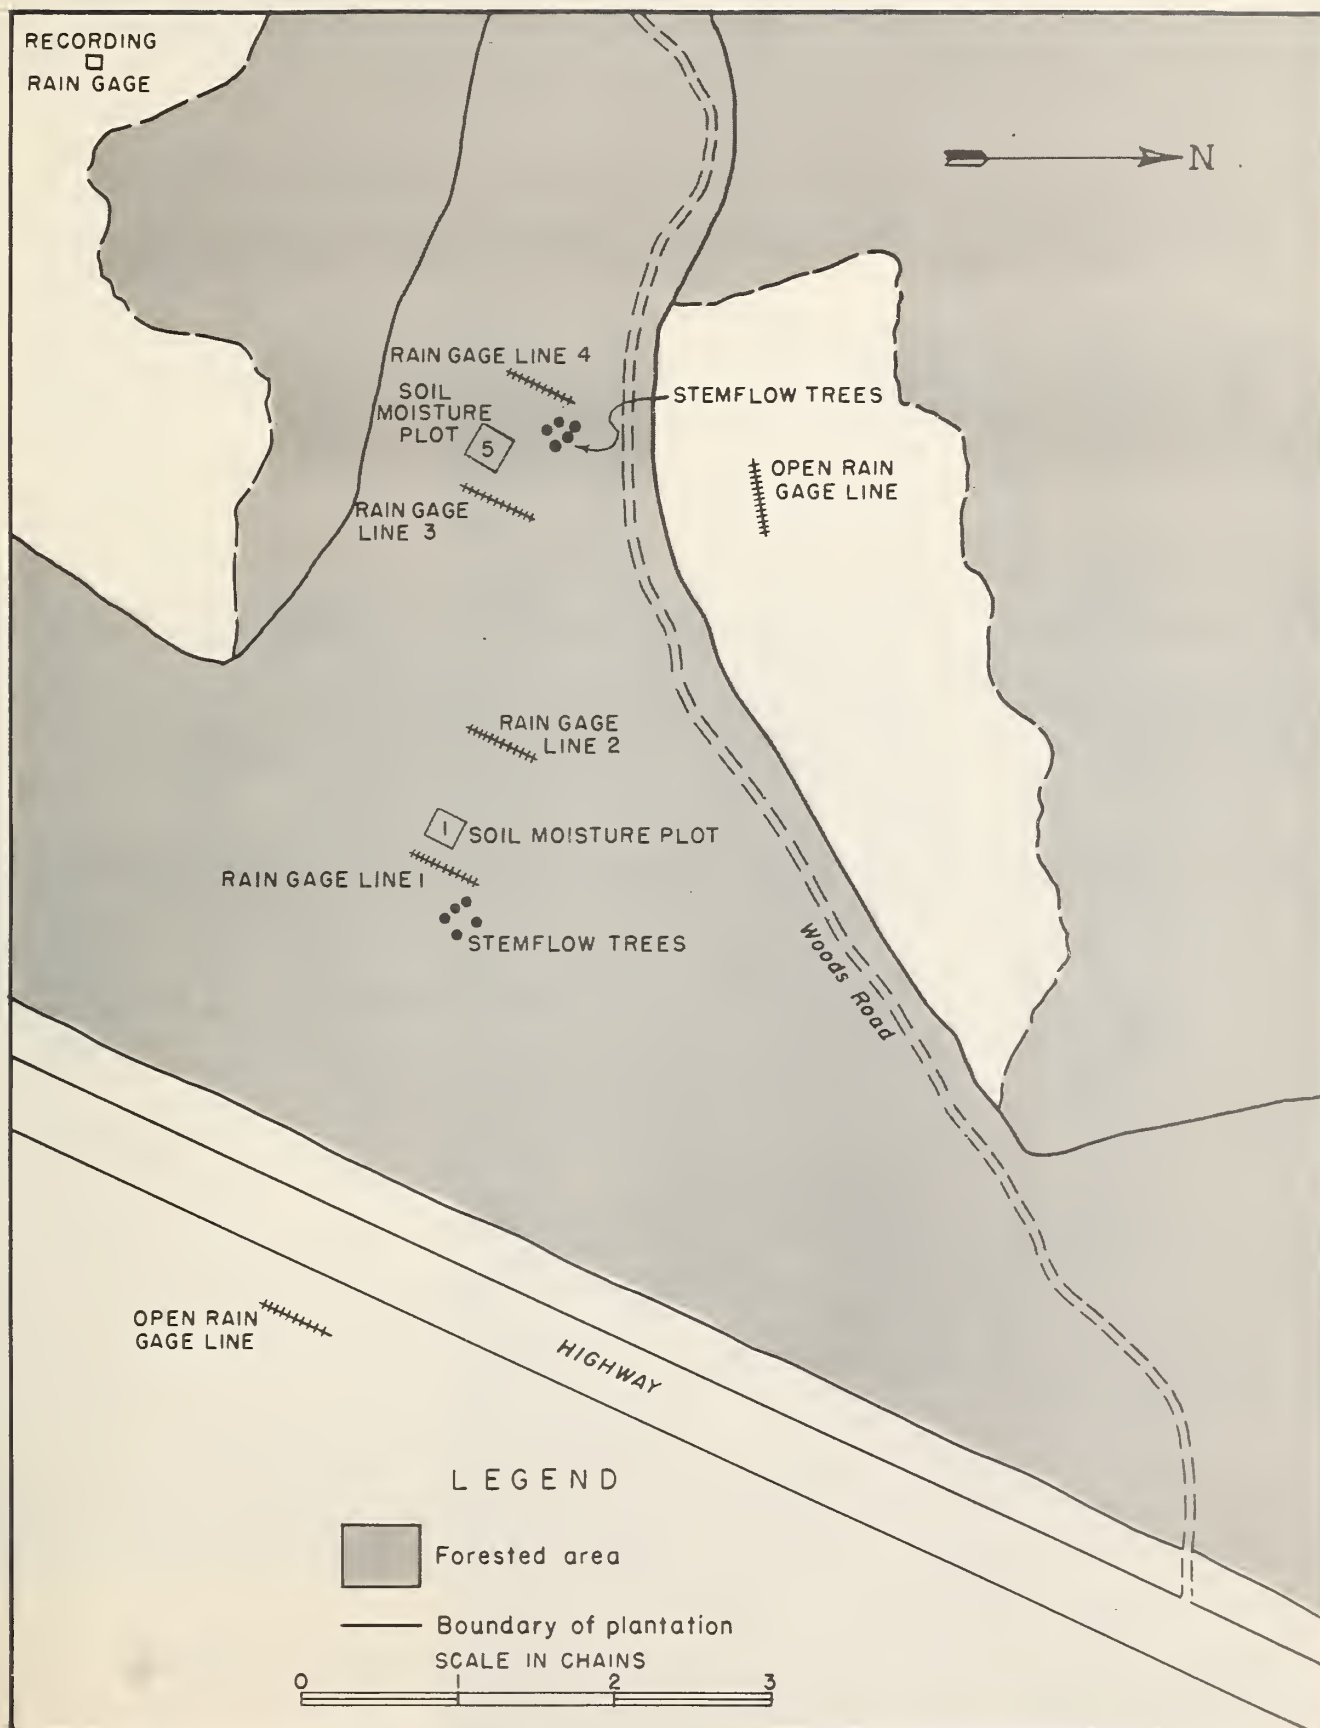 RECORDING
RAIN GAGE
N
RAIN GAGE LINE 4
SOIL
MOISTURE
PLOT
5
STEMFLOW TREES
OPEN RAIN
GAGE LINE
RAIN GAGE
LINE 3
RAIN GAGE
LINE 2
1
SOIL MOISTURE PLOT
RAIN GAGE LINE 1
STEMFLOW TREES
Woods Road
OPEN RAIN
GAGE LINE
HIGHWAY
LEGEND
Forested area
Boundary of plantation
SCALE IN CHAINS
0 1 2 3